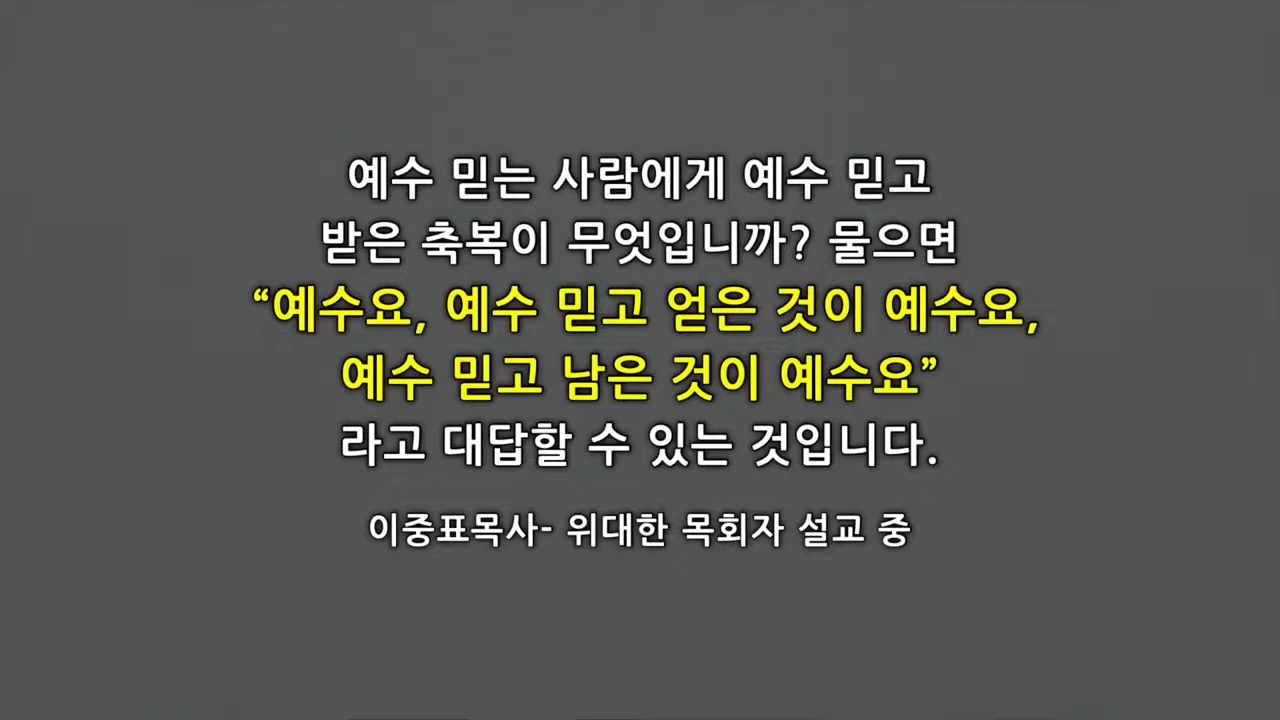 예수 믿는 사람에게 예수 믿고
받은 축복이 무엇입니까? 물으면
“예수요, 예수 믿고 얻은 것이 예수요,
예수 믿고 남은 것이 예수요”
라고 대답할 수 있는 것입니다.
이중표목사- 위대한 목회자 설교 중